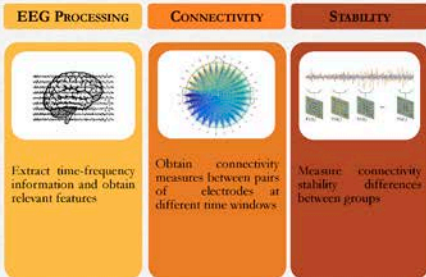 EEG PROCESSING
CONNECTIVITY
STABILITY
Extract time-frequency
information and obtain
relevant features
Obtain connectivity
measures between pairs
of electrodes at
different time windows
Measure connectivity
stability differences
between groups